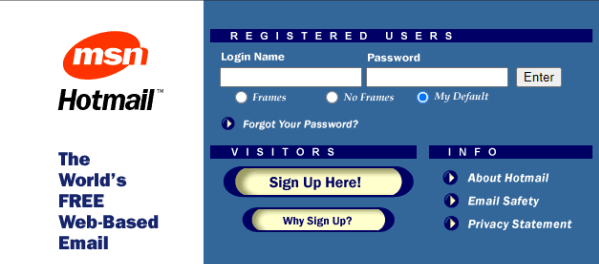 msn
Hotmail™
The
World's
FREE
Web-Based
Email
REGISTERED USERS
Login Name Password
Enter
Frames No Frames My Default
Forgot Your Password?
VISITORS
Sign Up Here!
Why Sign Up?
INFO
About Hotmail
Email Safety
Privacy Statement